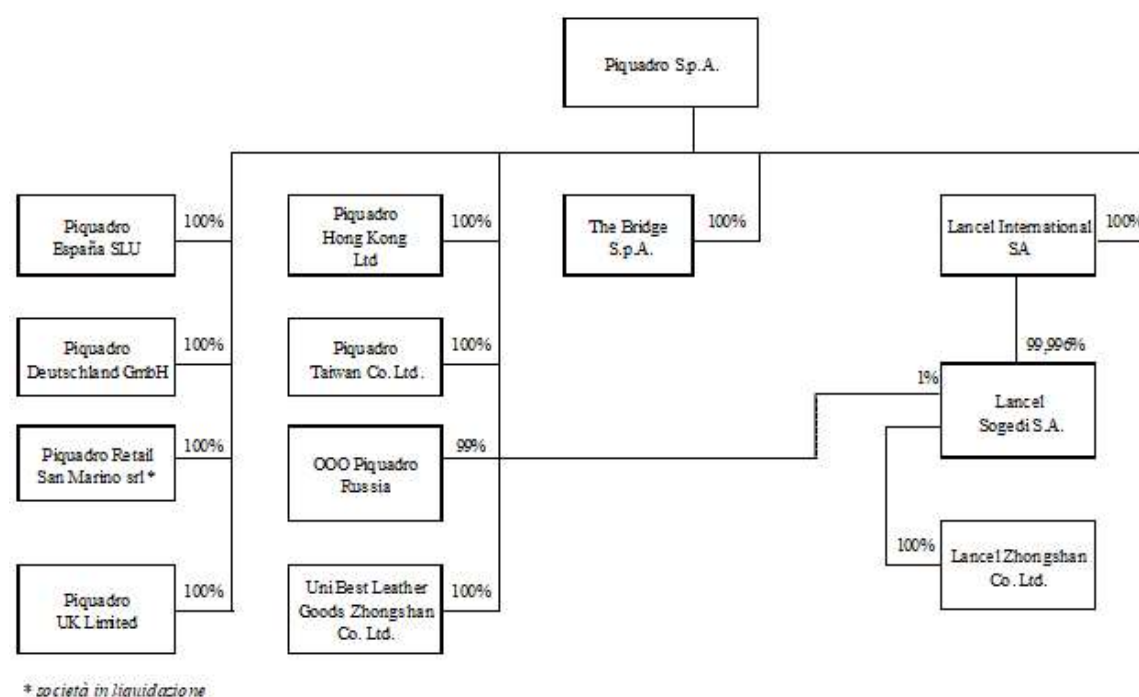 Piquadro S.p.A.
Piquadro
España SLU
100%
Piquadro
Hong Kong
Ltd
100%
The Bridge
S.p.A.
100%
Lancel International
SA
100%
Piquadro
Deutschland GmbH
100%
Piquadro
Taiwan Co. Ltd.
100%
99,996%
1%
Lancel
Sogedi S.A.
Piquadro Retail
San Marino srl *
100%
OOO Piquadro
Russia
99%
Piquadro
UK Limited
100%
Uni Best Leather
Goods Zhongshan
Co. Ltd.
100%
100%
Lancel Zhongshan
Co. Ltd.
* società in liquidazione